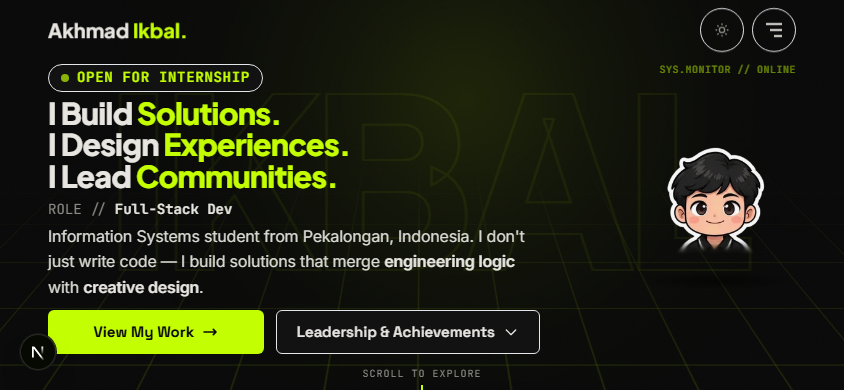 Akhmad Ikbal.
SYS.MONITOR // ONLINE
OPEN FOR INTERNSHIP
IKBAL
I Build Solutions.
I Design Experiences.
I Lead Communities.
ROLE // Full-Stack Dev
Information Systems student from Pekalongan, Indonesia. I don't
just write code — I build solutions that merge engineering logic
with creative design.
View My Work →
Leadership & Achievements
N
SCROLL TO EXPLORE